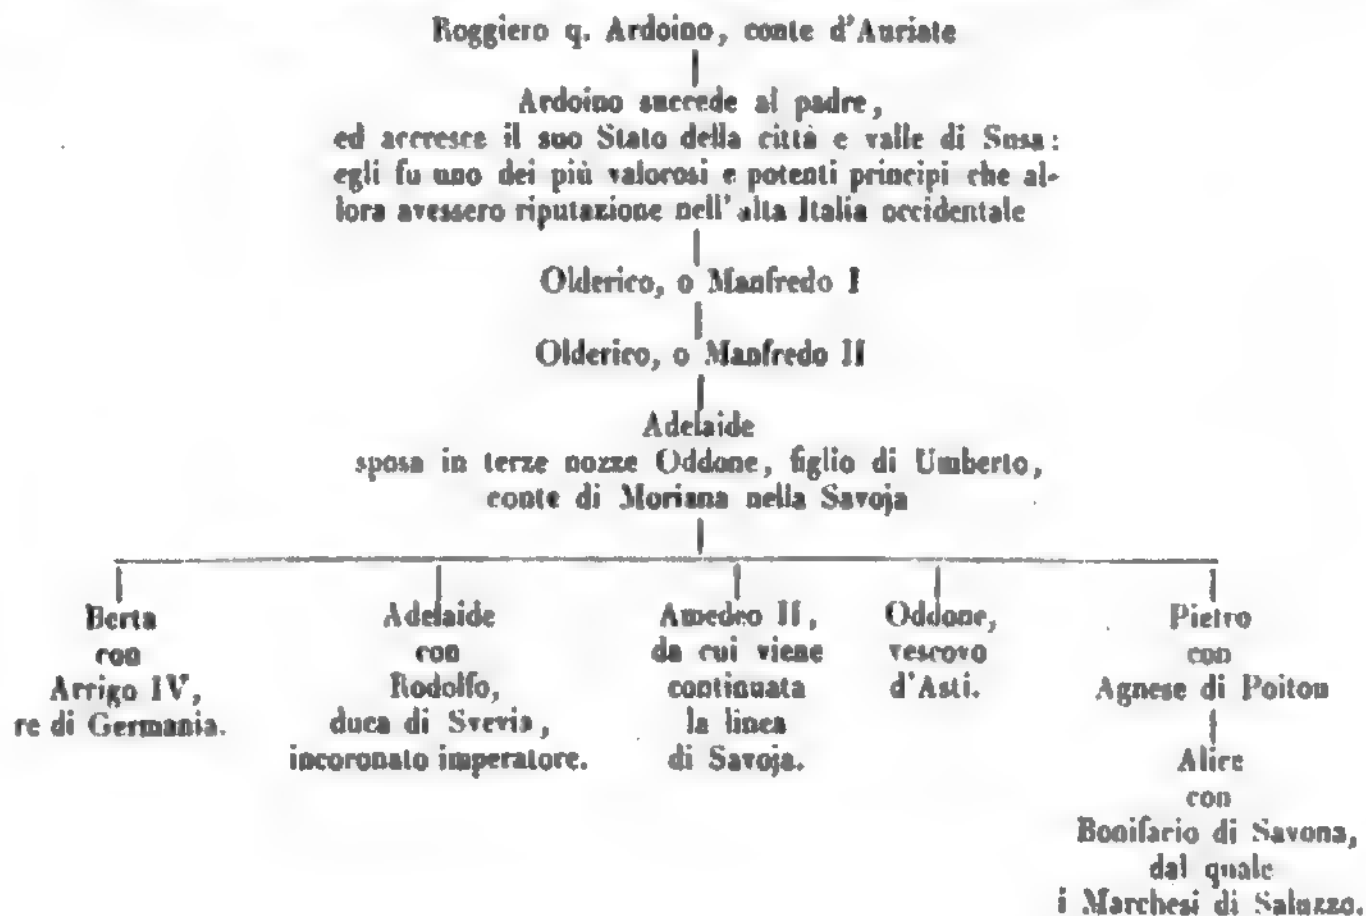 Roggiero q. Ardoino, conte d'Auriate
Ardoino succede al padre,
ed accresce il suo Stato della città e valle di Susa:
egli fu uno dei più valorosi e potenti principi che al-
lora avessero riputazione nell'alta Italia occidentale
Olderico, o Manfredo I
Olderico, o Manfredo II
Adelaide
sposa in terze nozze Oddone, figlio di Umberto,
conte di Moriana nella Savoja
Berta
con
Arrigo IV,
re di Germania.
Adelaide
con
Rodolfo,
duca di Svevia,
incoronato imperatore.
Amedeo II,
da cui viene
continuata
la linea
di Savoja.
Oddone,
vescovo
d'Asti.
Pietro
con
Agnese di Poitou
Alice
con
Bonifacio di Savona,
dal quale
i Marchesi di Saluzzo.